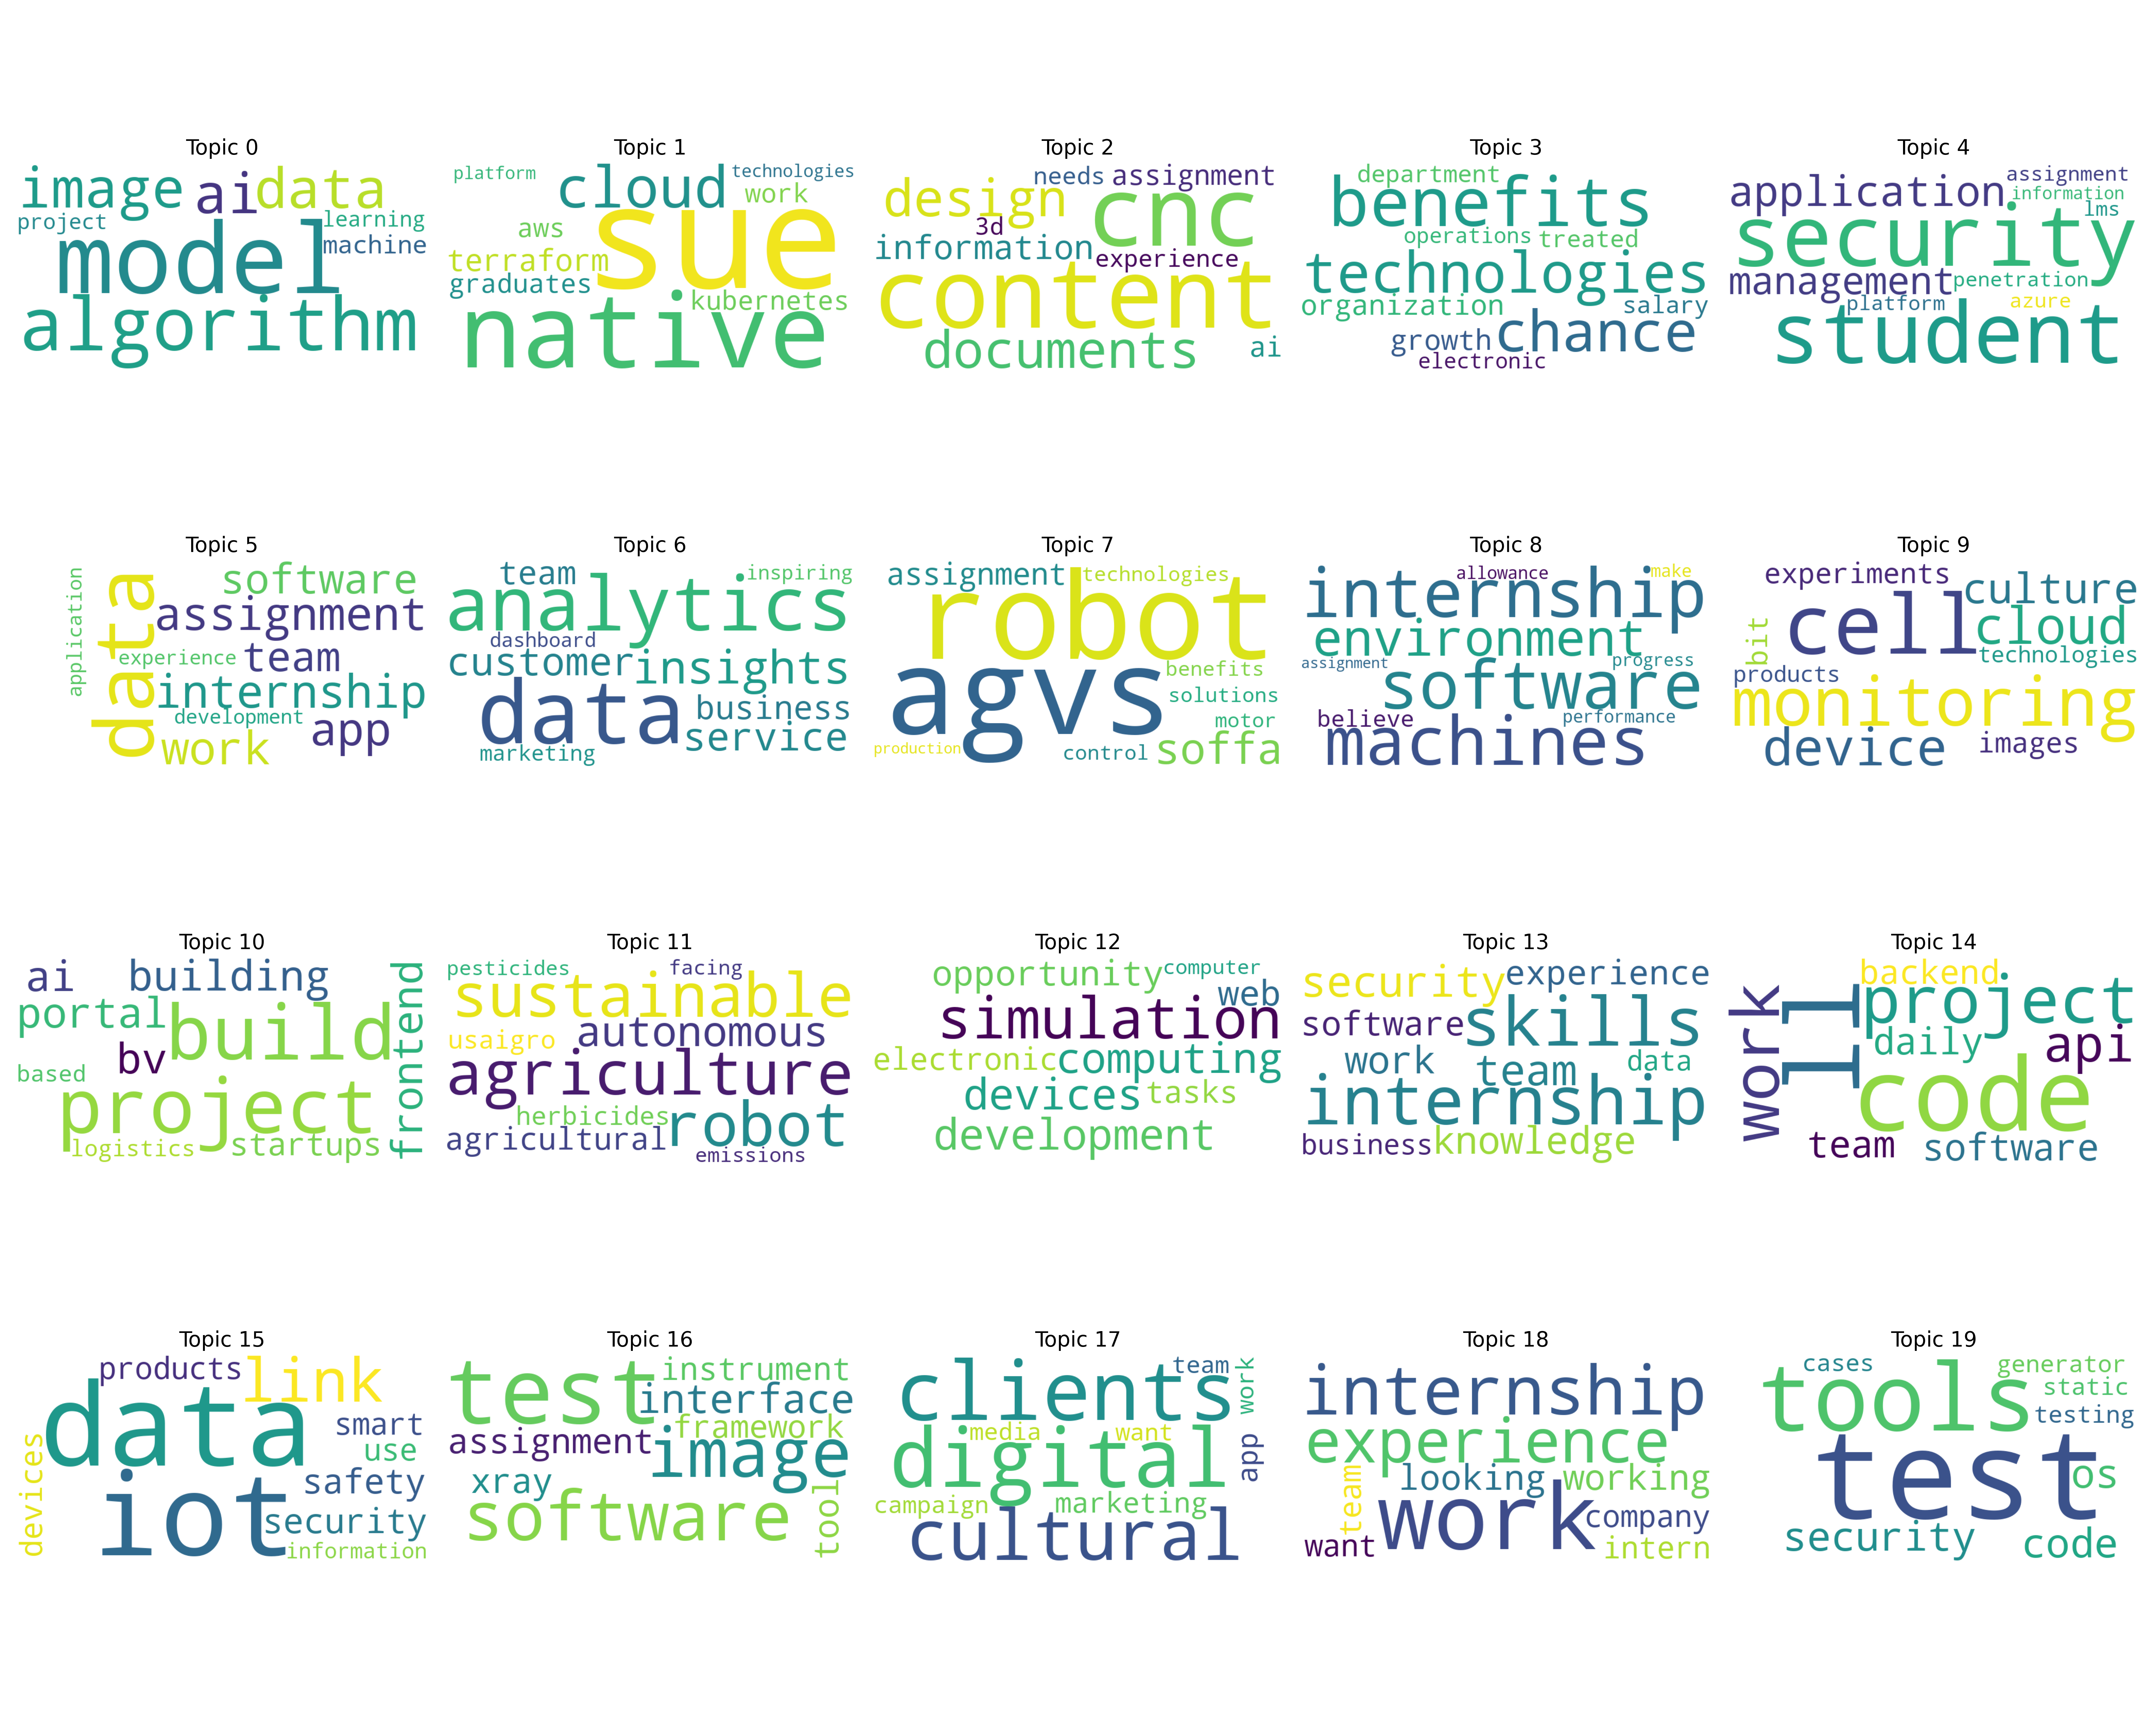 Topic 0
image ai data
project learning
model machine
algorithm
Topic 1
platform cloud technologies
work
aws sue
terraform
graduates kubernetes
native
Topic 2
needs assignment
design cnc
3d
information experience
content
documents ai
Topic 3
department
benefits
operations treated
technologies
organization salary
growth chance
electronic
Topic 4
assignment
application information
lms
security
management penetration
platform azure
student
Topic 5
application
data
software
assignment
experience team
internship
development app
work
Topic 6
team inspiring
analytics
dashboard
customer insights
data business
service
marketing
Topic 7
assignment technologies
robot
agvs benefits
solutions
motor
production control soffa
Topic 8
allowance make
internship
environment
assignment progress
software
believe performance
machines
Topic 9
experiments culture
bit cell cloud
technologies
products
monitoring
device images
Topic 10
ai building
portal build frontend
bv
based
project
logistics startups
Topic 11
pesticides facing
sustainable
usaigro autonomous
agriculture
herbicides robot
agricultural
emissions
Topic 12
opportunity computer
web
simulation
electronic computing
devices tasks
development
Topic 13
security experience
software skills
work team data
internship
business knowledge
Topic 14
work ll backend
project
daily api
code
team software
Topic 15
products link
data smart
use
devices safety
iot security
information
Topic 16
test instrument
interface
framework
assignment image
xray
software tool
Topic 17
team work
clients
media want
digital app
campaign marketing
cultural
Topic 18
internship
experience
team looking working
work company
want intern
Topic 19
cases generator
tools static
testing
test os
security code